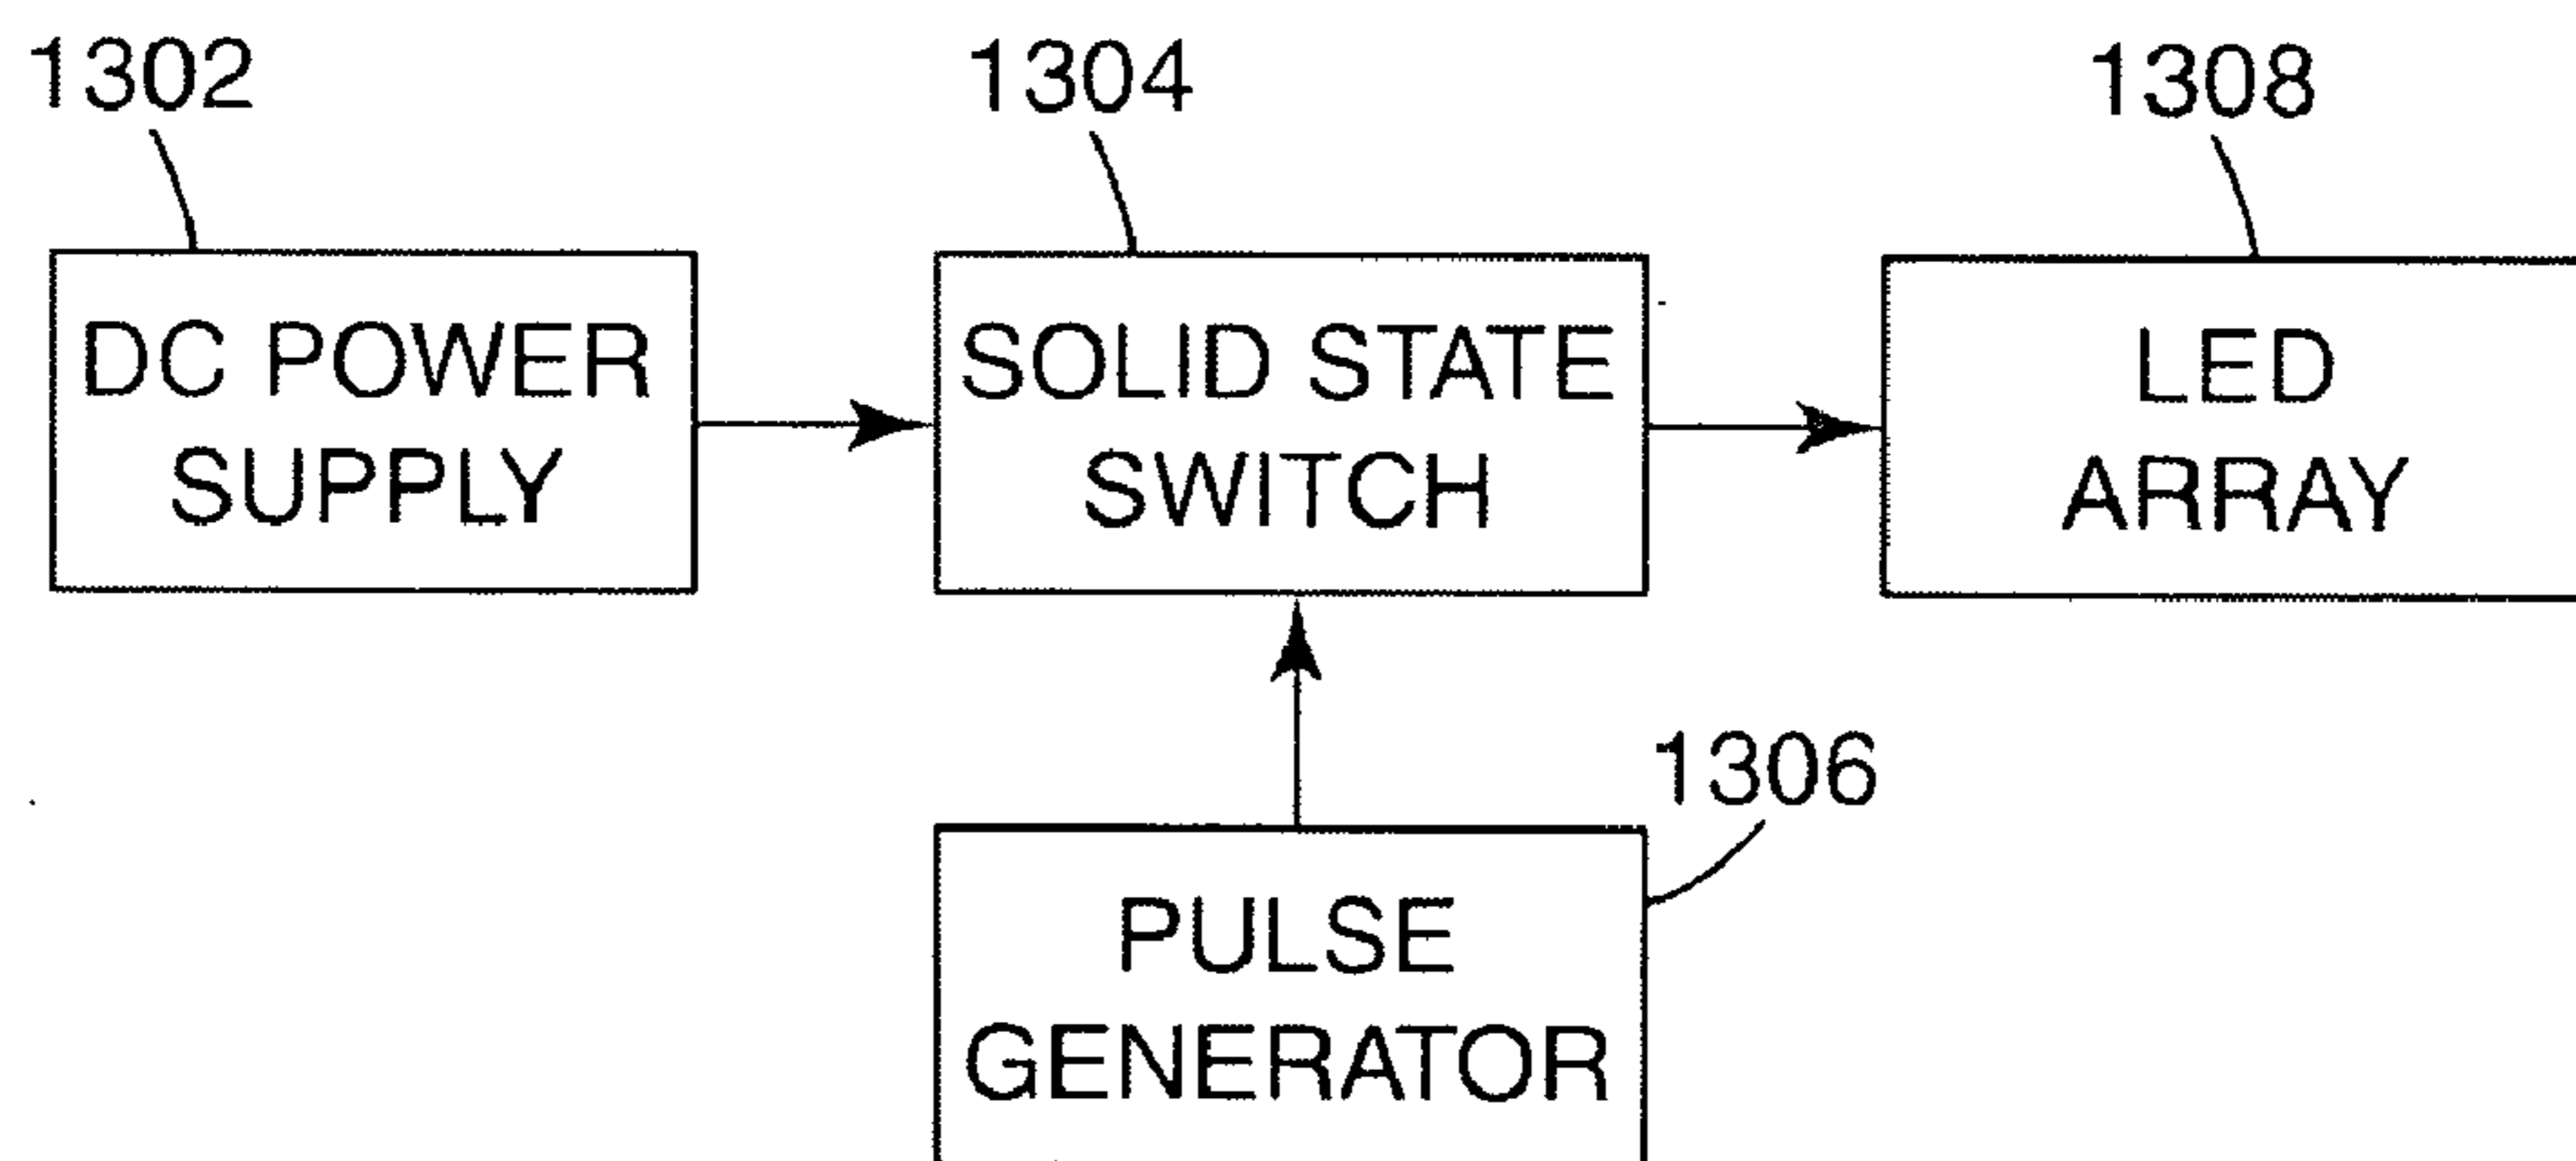 1302
1304
1308
DC POWER
SUPPLY
SOLID STATE
SWITCH
LED
ARRAY
1306
PULSE
GENERATOR